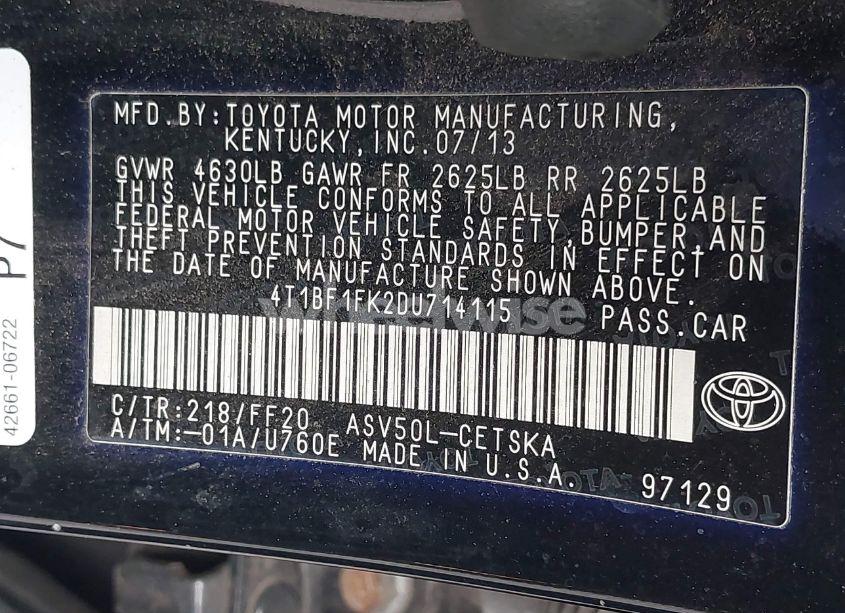 MFD.BY:TOYOTA MOTOR MANUFACTURING,
KENTUCKY,INC.07/13
GVWR 4630LB GAWR FR 2625LB RR 2625LB
THIS VEHICLE CONFORMS TO ALL APPLICABLE
FEDERAL MOTOR VEHICLE SAFETY,BUMPER,AND
THEFT PREVENTION STANDARDS IN EFFECT ON
THE DATE OF MANUFACTURE SHOWN ABOVE.
4T1BF1FK2DU714115 PASS.CAR
wheelwise
C/TR:218/FF20 ASV50L-CETSKA
A/TM:-01A/U760E MADE IN U.S.A.
97129
P7
42661-06722